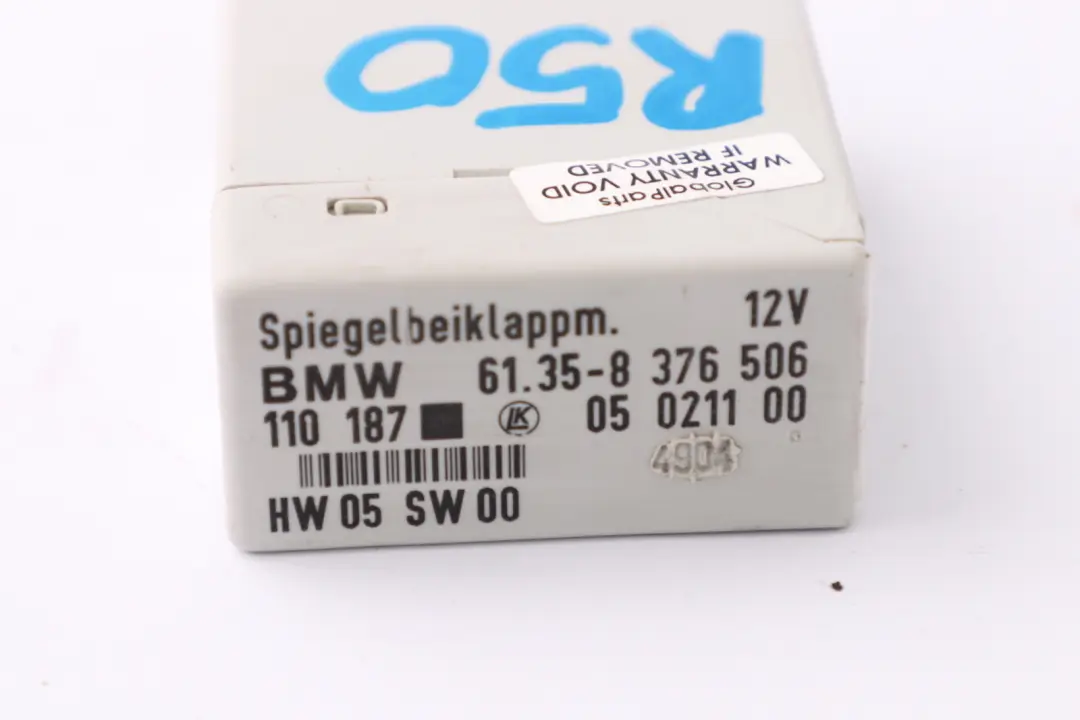 R50
GlobalParts
WARRANTY VOID
IF REMOVED
Spiegelbeiklappm. 12V
BMW 61.35-8 376 506
110 187 LK 05 0211 00
4904
HW 05 SW 00